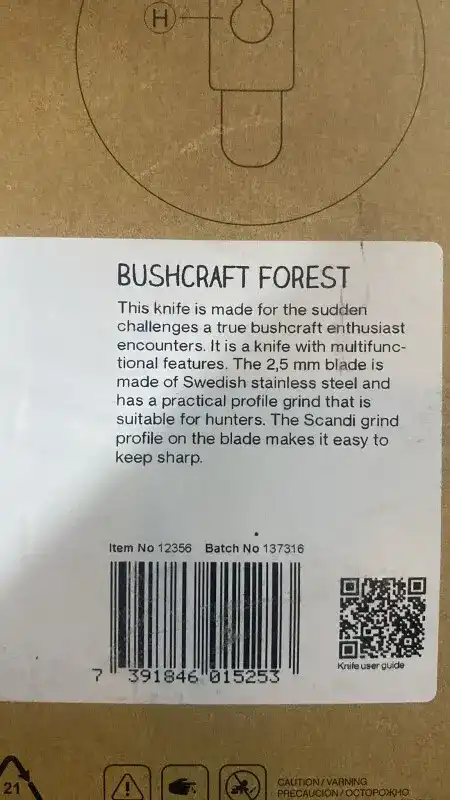 H
BUSHCRAFT FOREST
This knife is made for the sudden
challenges a true bushcraft enthusiast
encounters. It is a knife with multifunc-
tional features. The 2,5 mm blade is
made of Swedish stainless steel and
has a practical profile grind that is
suitable for hunters. The Scandi grind
profile on the blade makes it easy to
keep sharp.
Item No 12356 Batch No 137316
7 391846 015253
Knife user guide
21
CAUTION / VARNING
PRECAUCIÓN / ОСТОРОЖНО